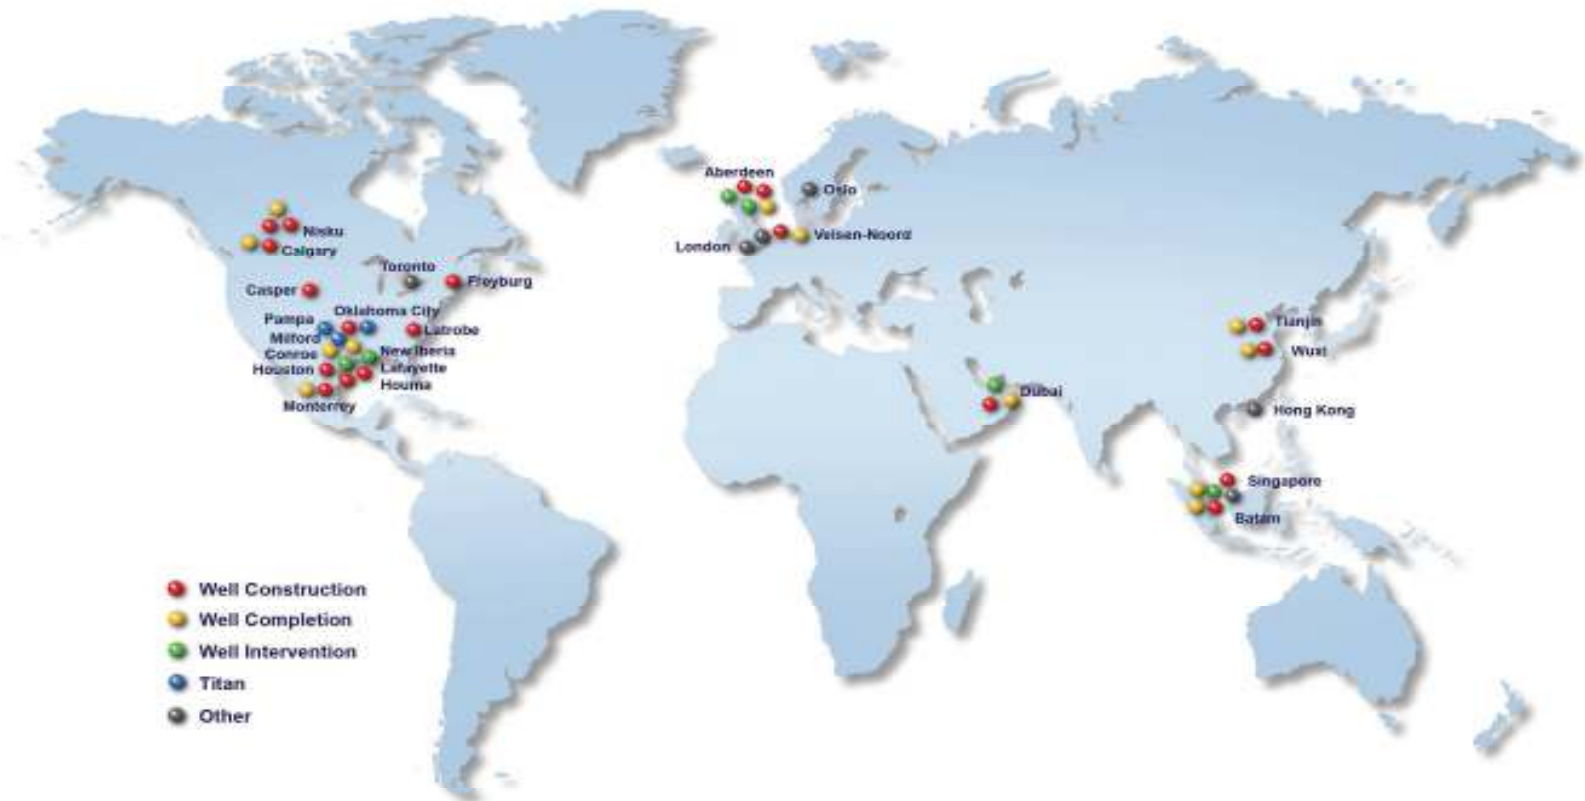 Aberdeen
Oslo
Nisku
Calgary
London
Velsen-Noord
Toronto
Casper
Freyburg
Pampa
Oklahoma City
Tianjin
Latrobe
Milford
Conroe
New Iberia
Wuxi
Houston
Lafayette
Houma
Dubai
Monterrey
Hong Kong
Singapore
Batam
Well Construction
Well Completion
Well Intervention
Titan
Other